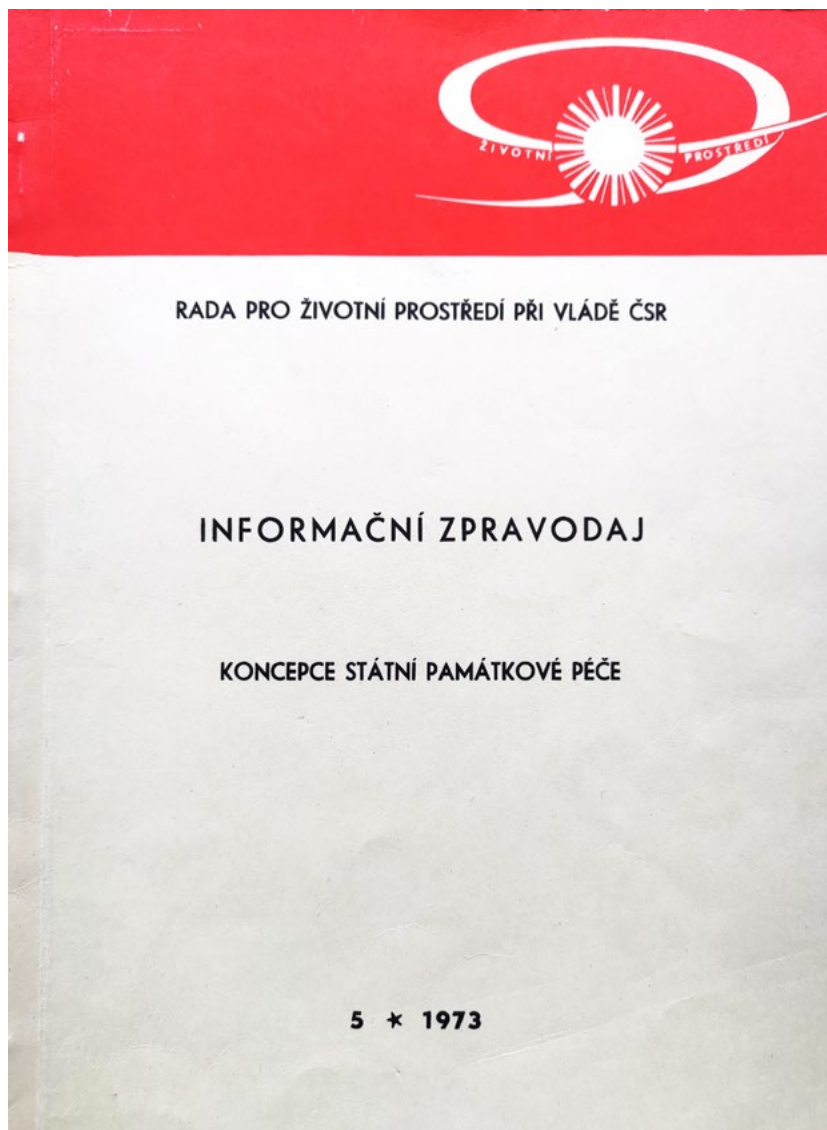 ŽIVOTNÍ PROSTŘEDÍ
RADA PRO ŽIVOTNÍ PROSTŘEDÍ PŘI VLÁDĚ ČSR
INFORMAČNÍ ZPRAVODAJ
KONCEPCE STÁTNÍ PAMÁTKOVÉ PÉČE
5 * 1973